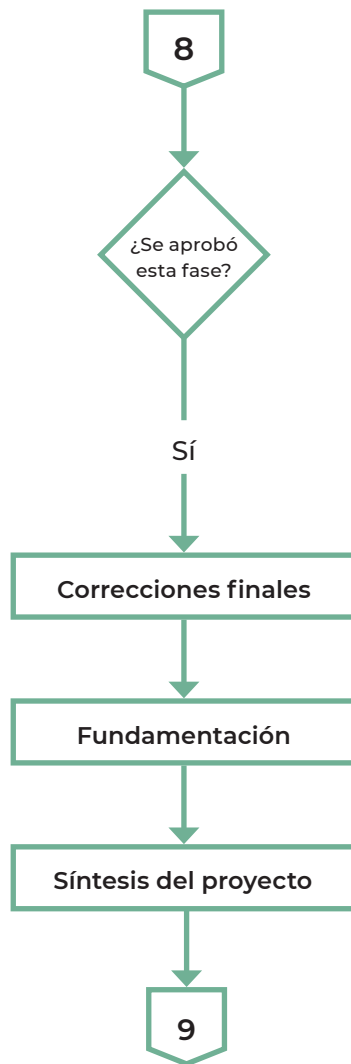 8
¿Se aprobó
esta fase?
Sí
Correcciones finales
Fundamentación
Síntesis del proyecto
9